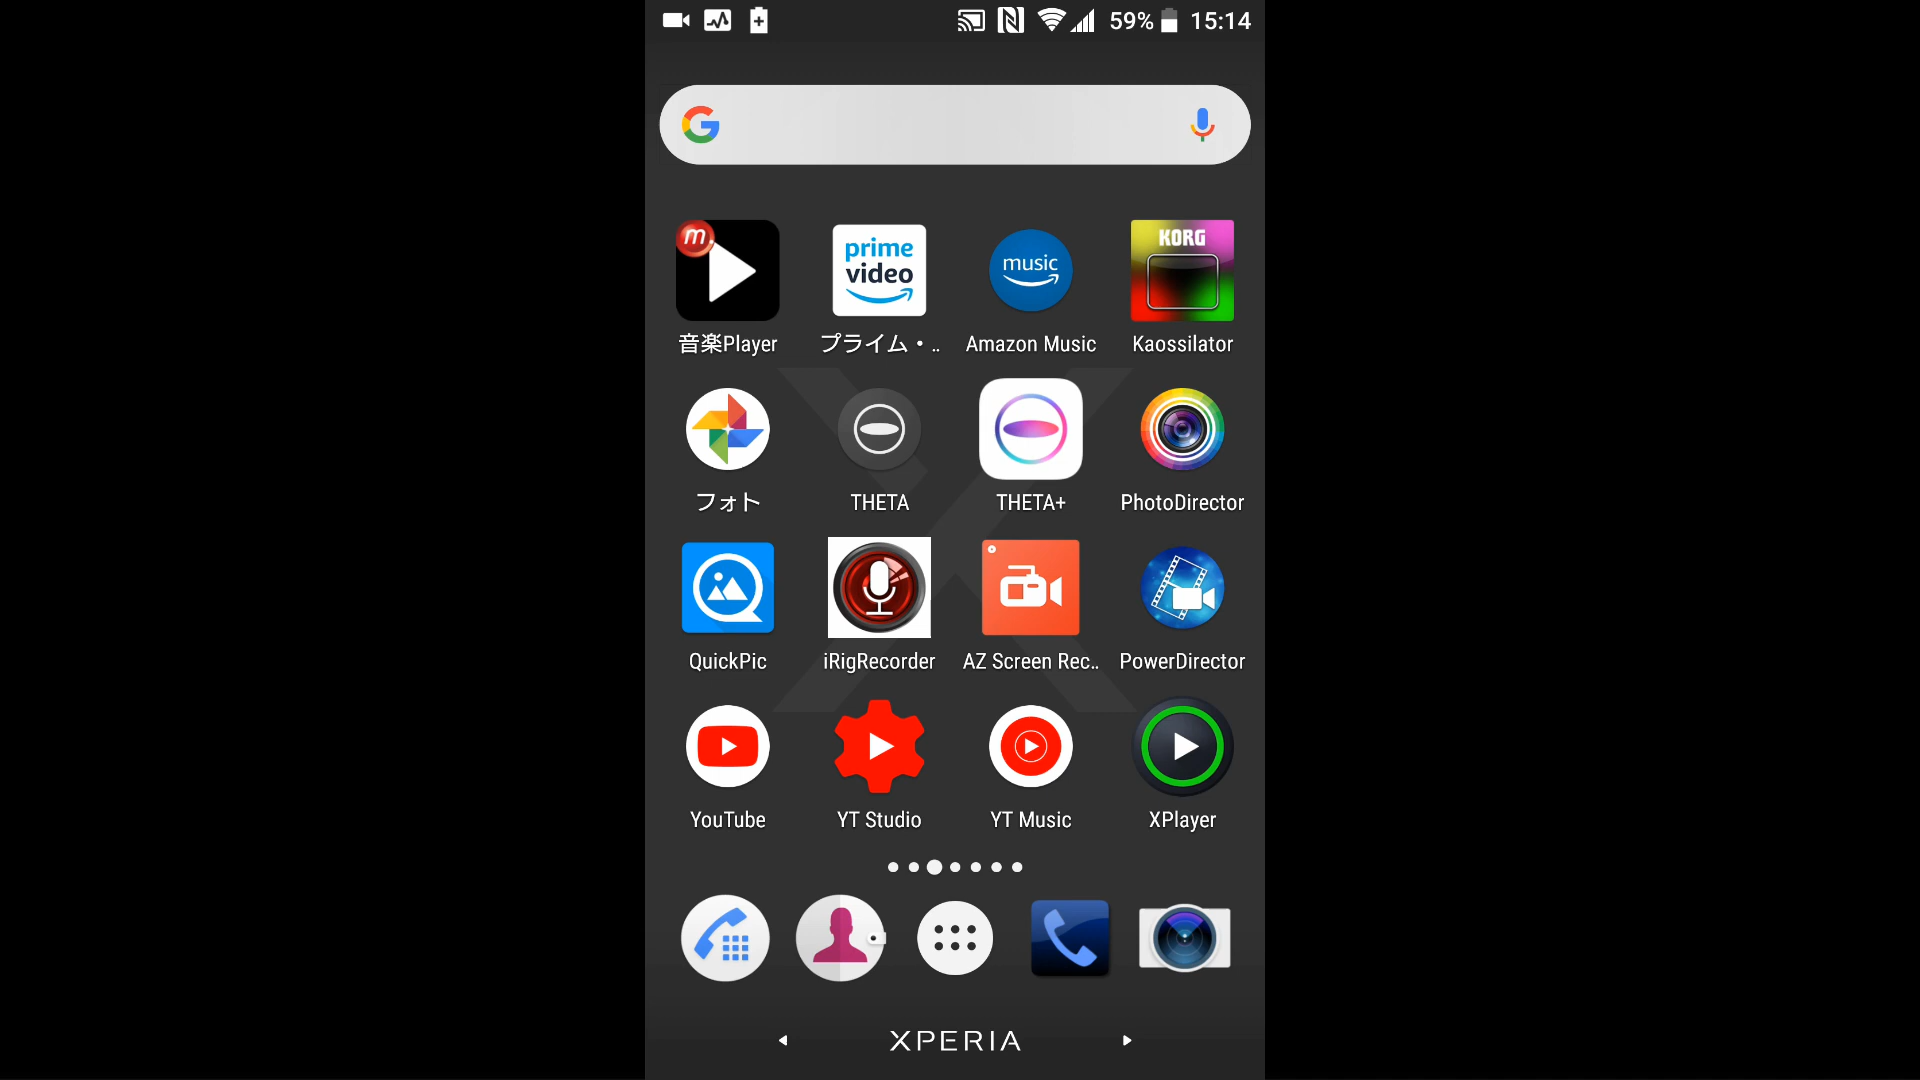 59% 15:14
m
prime
video
music
KORG
音楽Player プライム・.. Amazon Music Kaossilator
フォト THETA THETA+ PhotoDirector
QuickPic iRigRecorder AZ Screen Rec.. PowerDirector
YouTube YT Studio YT Music XPlayer
XPERIA